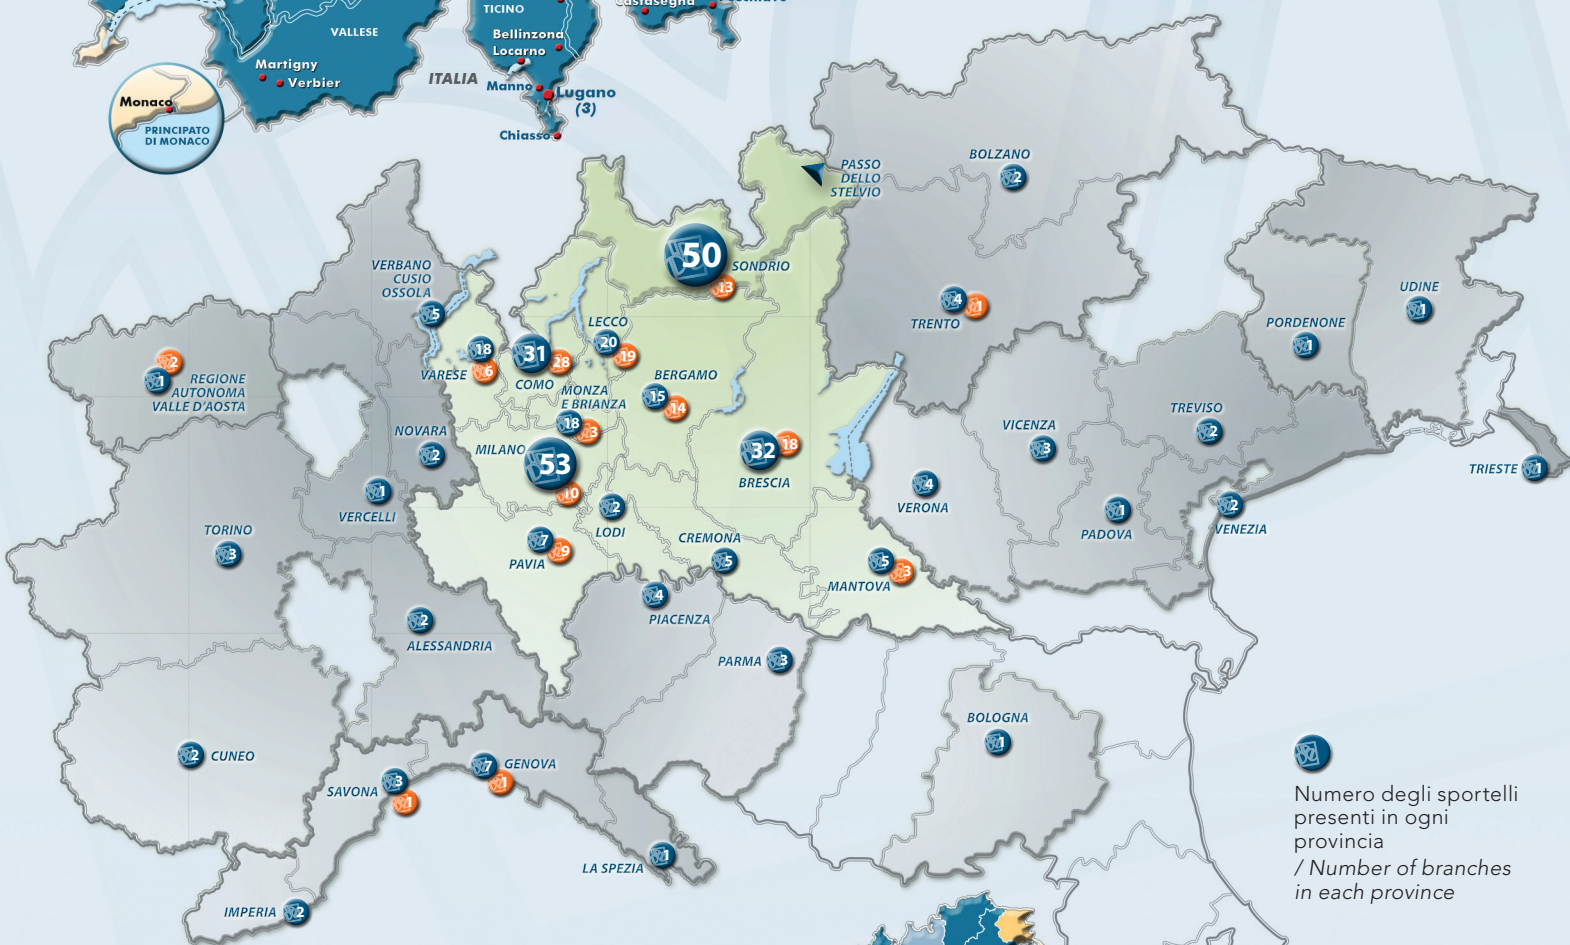 TICINO
Castasegna
VALLESE
Bellinzona
Locarno
Martigny
Verbier
ITALIA
Manno
Lugano
(3)
Chiasso
Monaco
PRINCIPATO
DI MONACO
PASSO
DELLO
STELVIO
BOLZANO
2
50
SONDRIO
13
VERBANO
CUSIO
OSSOLA
5
UDINE
1
4
1
TRENTO
PORDENONE
1
LECCO
20
19
18
VARESE
6
31
28
COMO
2
1
REGIONE
AUTONOMA
VALLE D'AOSTA
MONZA
E BRIANZA
18
3
BERGAMO
15
14
TREVISO
2
VICENZA
3
NOVARA
2
MILANO
53
10
32
18
BRESCIA
TRIESTE
1
4
VERONA
1
VERCELLI
2
LODI
1
PADOVA
2
VENEZIA
TORINO
3
7
9
PAVIA
CREMONA
5
5
3
MANTOVA
4
PIACENZA
2
ALESSANDRIA
PARMA
3
BOLOGNA
1
2
CUNEO
7
GENOVA
1
SAVONA
3
1
LA SPEZIA
1
IMPERIA
2
Numero degli sportelli
presenti in ogni
provincia
/ Number of branches
in each province